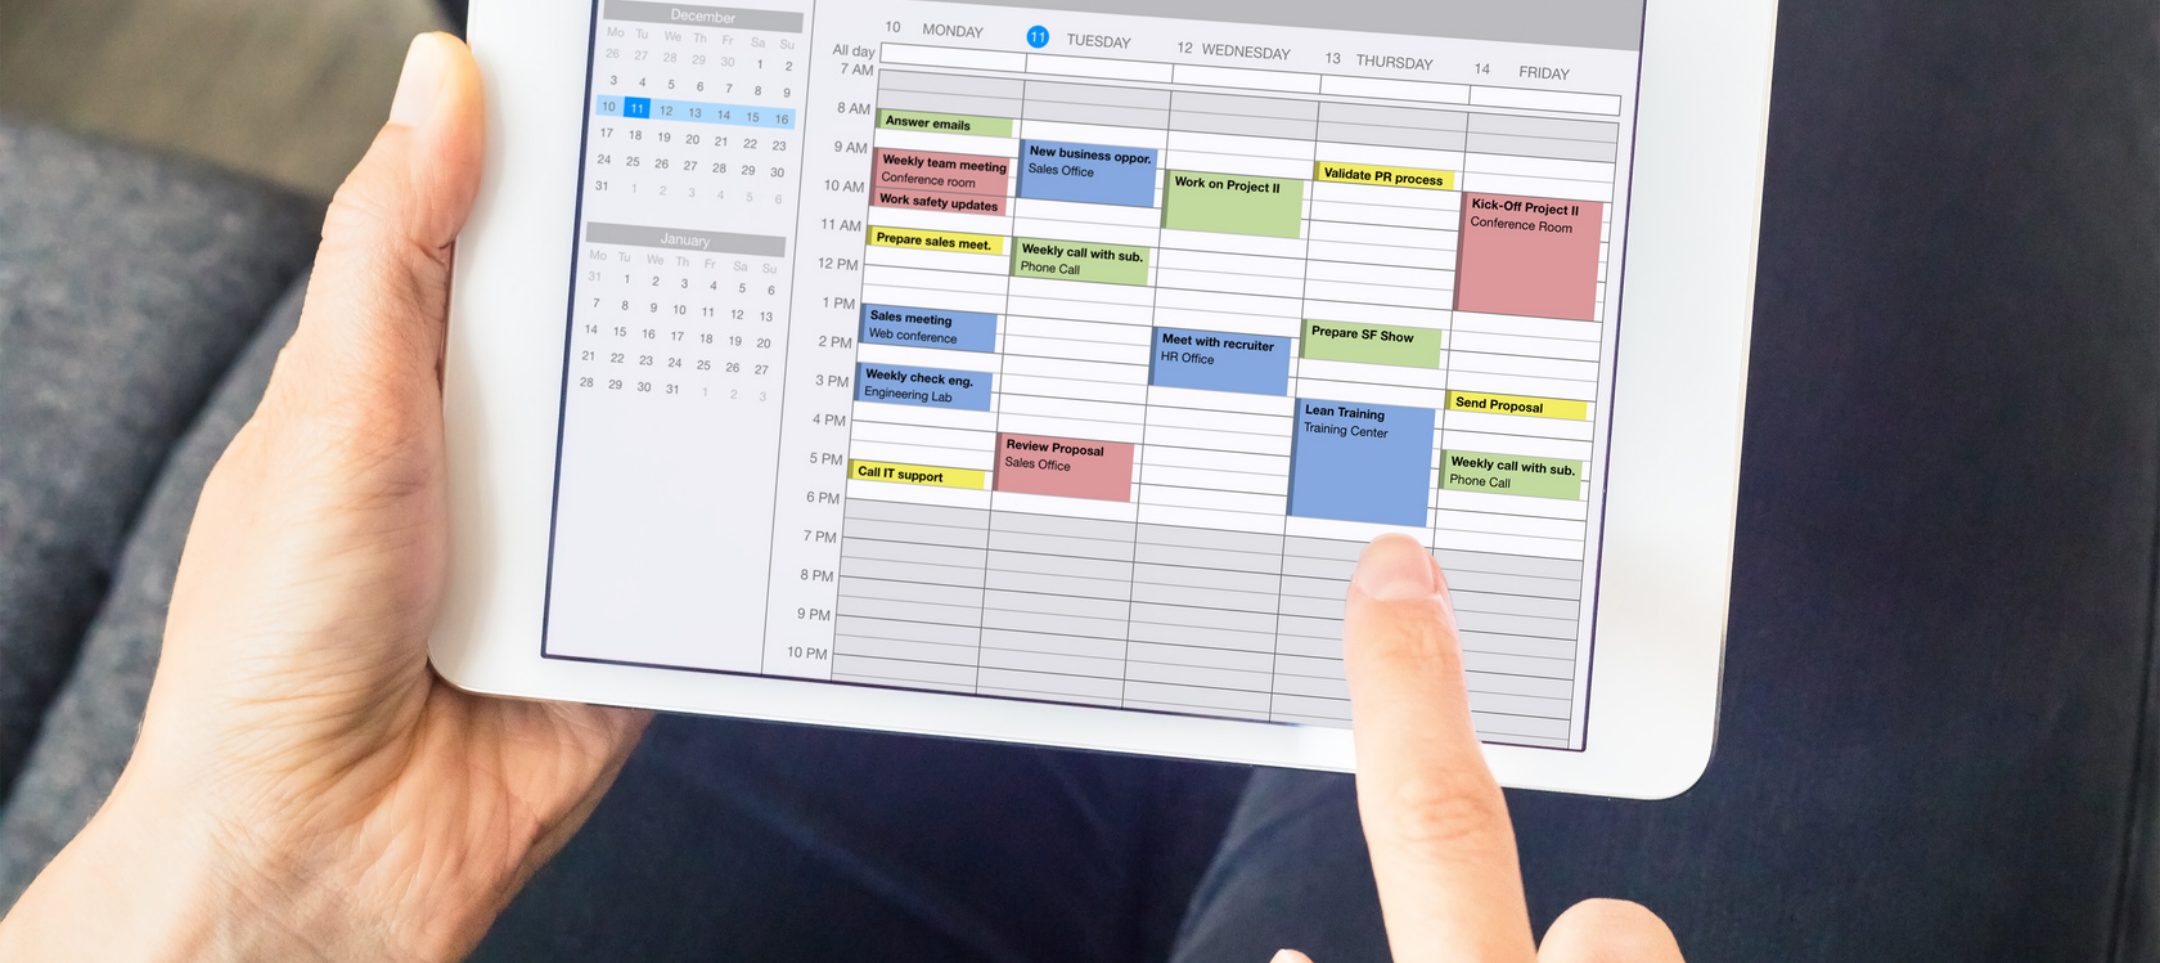 December
Mo Tu We Th Fr Sa Su
26 27 28 29 30 1 2
3 4 5 6 7 8 9
10 11 12 13 14 15 16
17 18 19 20 21 22 23
24 25 26 27 28 29 30
31 1 2 3 4 5 6
January
Mo Tu We Th Fr Sa Su
31 1 2 3 4 5 6
7 8 9 10 11 12 13
14 15 16 17 18 19 20
21 22 23 24 25 26 27
28 29 30 31 1 2 3
10 MONDAY 11 TUESDAY 12 WEDNESDAY 13 THURSDAY 14 FRIDAY
All day
7 AM
8 AM
9 AM
10 AM
11 AM
12 PM
1 PM
2 PM
3 PM
4 PM
5 PM
6 PM
7 PM
8 PM
9 PM
10 PM
Answer emails
Weekly team meeting
Conference room
Work safety updates
Prepare sales meet.
Sales meeting
Web conference
Weekly check eng.
Engineering Lab
Call IT support
New business oppor.
Sales Office
Weekly call with sub.
Phone Call
Review Proposal
Sales Office
Work on Project II
Meet with recruiter
HR Office
Validate PR process
Prepare SF Show
Lean Training
Training Center
Kick-Off Project II
Conference Room
Send Proposal
Weekly call with sub.
Phone Call